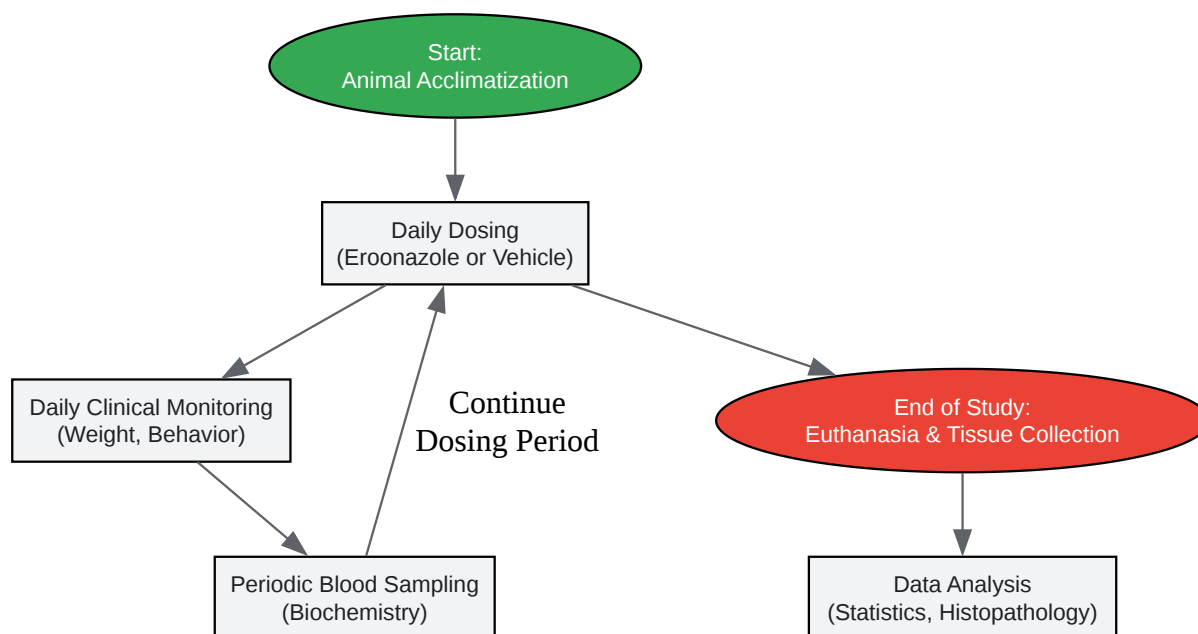 Start:
Animal Acclimatization
Daily Dosing
(Eroonazole or Vehicle)
Daily Clinical Monitoring
(Weight, Behavior)
Continue
Dosing Period
End of Study:
Euthanasia & Tissue Collection
Periodic Blood Sampling
(Biochemistry)
Data Analysis
(Statistics, Histopathology)